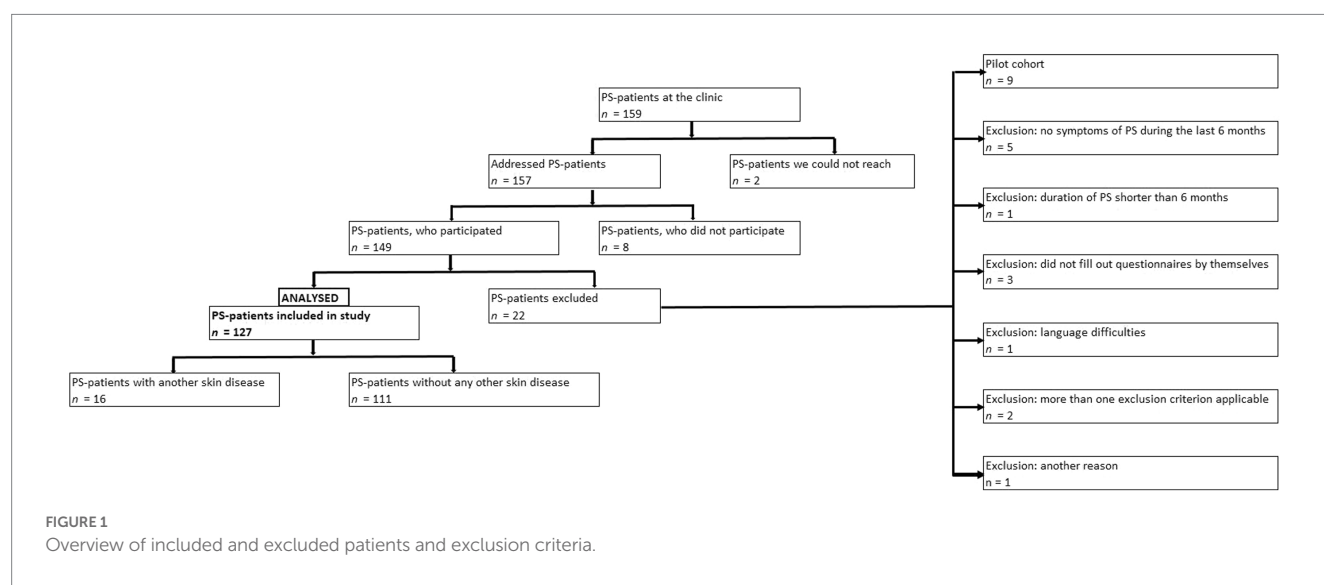 PS-patients at the clinic
n = 159
Addressed PS-patients
n = 157
PS-patients we could not reach
n = 2
PS-patients, who participated
n = 149
PS-patients, who did not participate
n = 8
ANALYSED
PS-patients included in study
n = 127
PS-patients excluded
n = 22
PS-patients with another skin disease
n = 16
PS-patients without any other skin disease
n = 111
Pilot cohort
n = 9
Exclusion: no symptoms of PS during the last 6 months
n = 5
Exclusion: duration of PS shorter than 6 months
n = 1
Exclusion: did not fill out questionnaires by themselves
n = 3
Exclusion: language difficulties
n = 1
Exclusion: more than one exclusion criterion applicable
n = 2
Exclusion: another reason
n = 1
FIGURE 1
Overview of included and excluded patients and exclusion criteria.